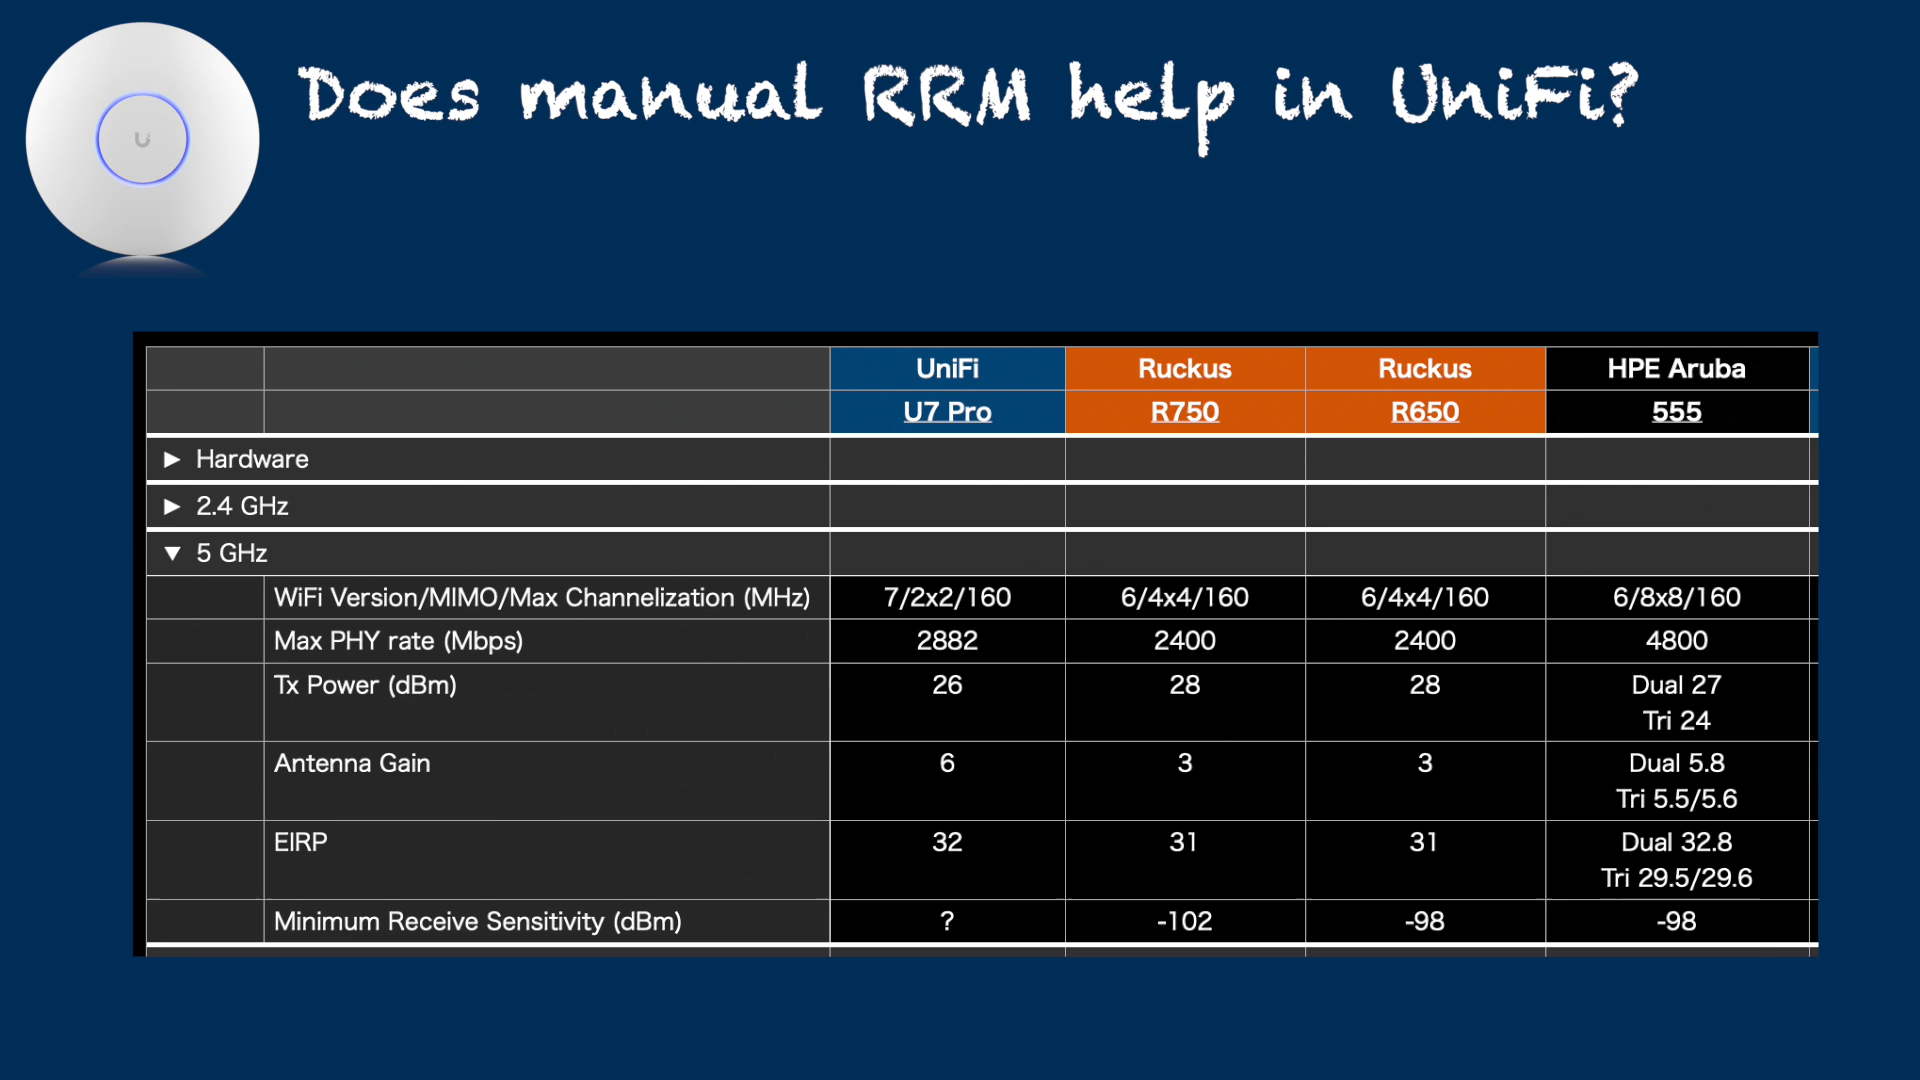 Does manual RRM help in UniFi?
UniFi Ruckus Ruckus HPE Aruba
U7 Pro R750 R650 555
▶ Hardware
▶ 2.4 GHz
▼ 5 GHz
WiFi Version/MIMO/Max Channelization (MHz) 7/2x2/160 6/4x4/160 6/4x4/160 6/8x8/160
Max PHY rate (Mbps) 2882 2400 2400 4800
Tx Power (dBm) 26 28 28 Dual 27
Tri 24
Antenna Gain 6 3 3 Dual 5.8
Tri 5.5/5.6
EIRP 32 31 31 Dual 32.8
Tri 29.5/29.6
Minimum Receive Sensitivity (dBm) ? -102 -98 -98